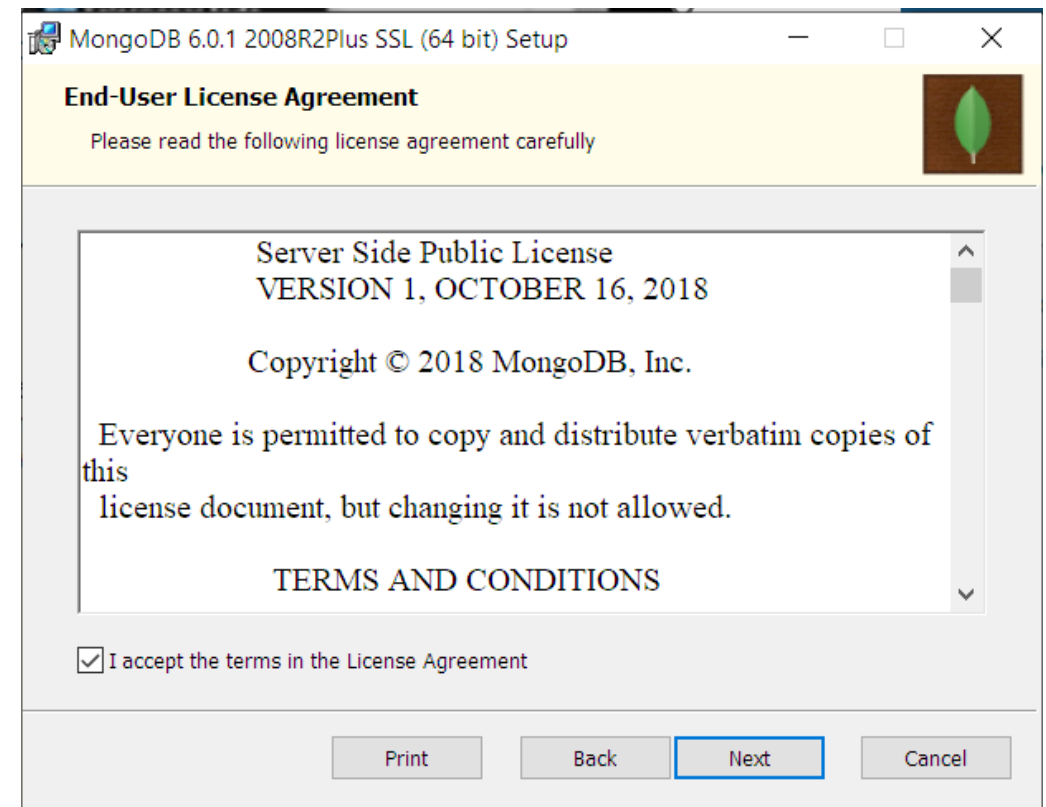 MongoDB 6.0.1 2008R2Plus SSL (64 bit) Setup
End-User License Agreement
Please read the following license agreement carefully
Server Side Public License
VERSION 1, OCTOBER 16, 2018
Copyright © 2018 MongoDB, Inc.
Everyone is permitted to copy and distribute verbatim copies of
this
license document, but changing it is not allowed.
TERMS AND CONDITIONS
I accept the terms in the License Agreement
Print Back Next Cancel